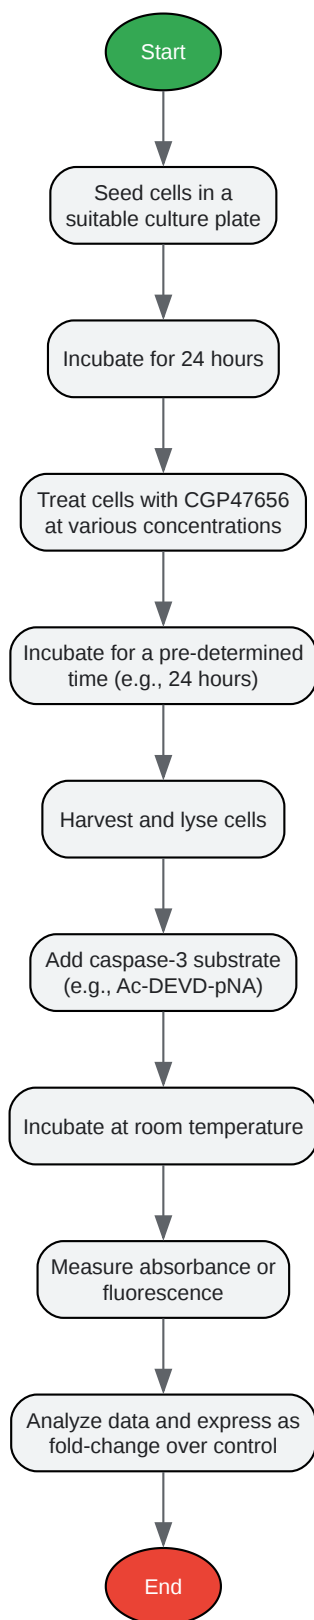 Start
Seed cells in a
suitable culture plate
Incubate for 24 hours
Treat cells with CGP47656
at various concentrations
Incubate for a pre-determined
time (e.g., 24 hours)
Harvest and lyse cells
Add caspase-3 substrate
(e.g., Ac-DEVD-pNA)
Incubate at room temperature
Measure absorbance or
fluorescence
Analyze data and express as
fold-change over control
End